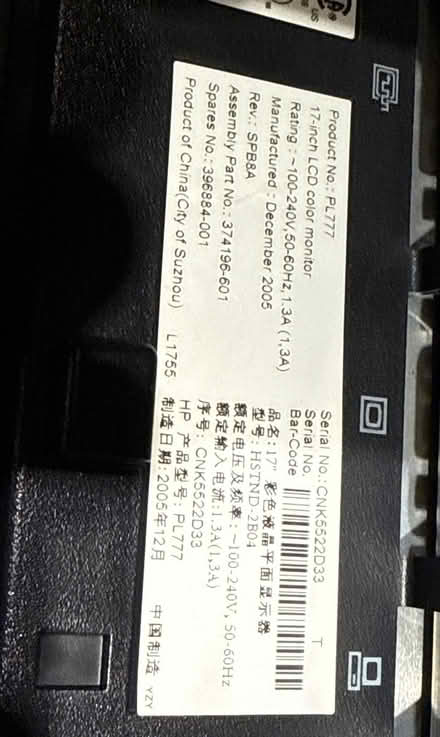 Product No.: PL777
17-inch LCD color monitor
Rating : ~100-240V,50-60Hz,1.3A (1,3A)
Manufactured : December 2005
Rev.: SPB8A
Assembly Part No.: 374196-601
Spares No.: 396884-001
Product of China(City of Suzhou)
L1755
Serial No.:CNK5522D33
T
Serial No.
Bar-Code
品名:17" 彩色液晶平面显示器
型号:HSTND-2B04
额定电压及频率:~100-240V, 50-60Hz
额定输入电流:1.3A(1,3A)
序号: CNK5522D33
HP 产品型号: PL777
制造日期:2005年12月
中国制造
YZY